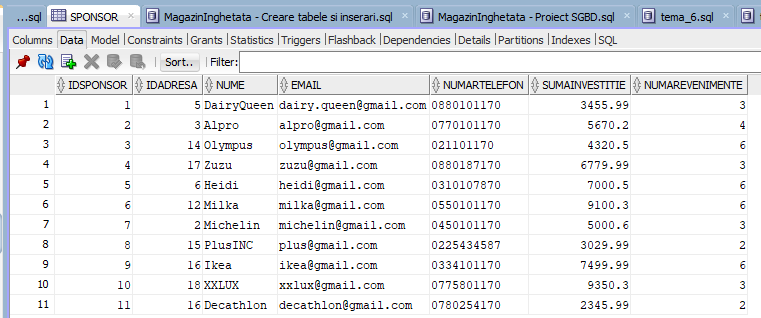 ...sql SPONSOR MagazinInghetata - Creare tabele si inserari.sql MagazinInghetata - Proiect SGBD.sql tema_6.sql
Columns Data Model Constraints Grants Statistics Triggers Flashback Dependencies Details Partitions Indexes SQL
Sort.. Filter:
IDSPONSOR IDADRESA NUME EMAIL NUMARTELEFON SUMAINVESTITIE NUMAREVENIMENTE
1 1 5 DairyQueen dairy.queen@gmail.com 0880101170 3455.99 3
2 2 3 Alpro alpro@gmail.com 0770101170 5670.2 4
3 3 14 Olympus olympus@gmail.com 021101170 4320.5 6
4 4 17 Zuzu zuzu@gmail.com 0880187170 6779.99 3
5 5 6 Heidi heidi@gmail.com 0310107870 7000.5 6
6 6 12 Milka milka@gmail.com 0550101170 9100.3 6
7 7 2 Michelin michelin@gmail.com 0450101170 5000.6 3
8 8 15 PlusINC plus@gmail.com 0225434587 3029.99 2
9 9 16 Ikea ikea@gmail.com 0334101170 7499.99 6
10 10 18 XXLUX xxlux@gmail.com 0775801170 9350.3 3
11 11 16 Decathlon decathlon@gmail.com 0780254170 2345.99 2